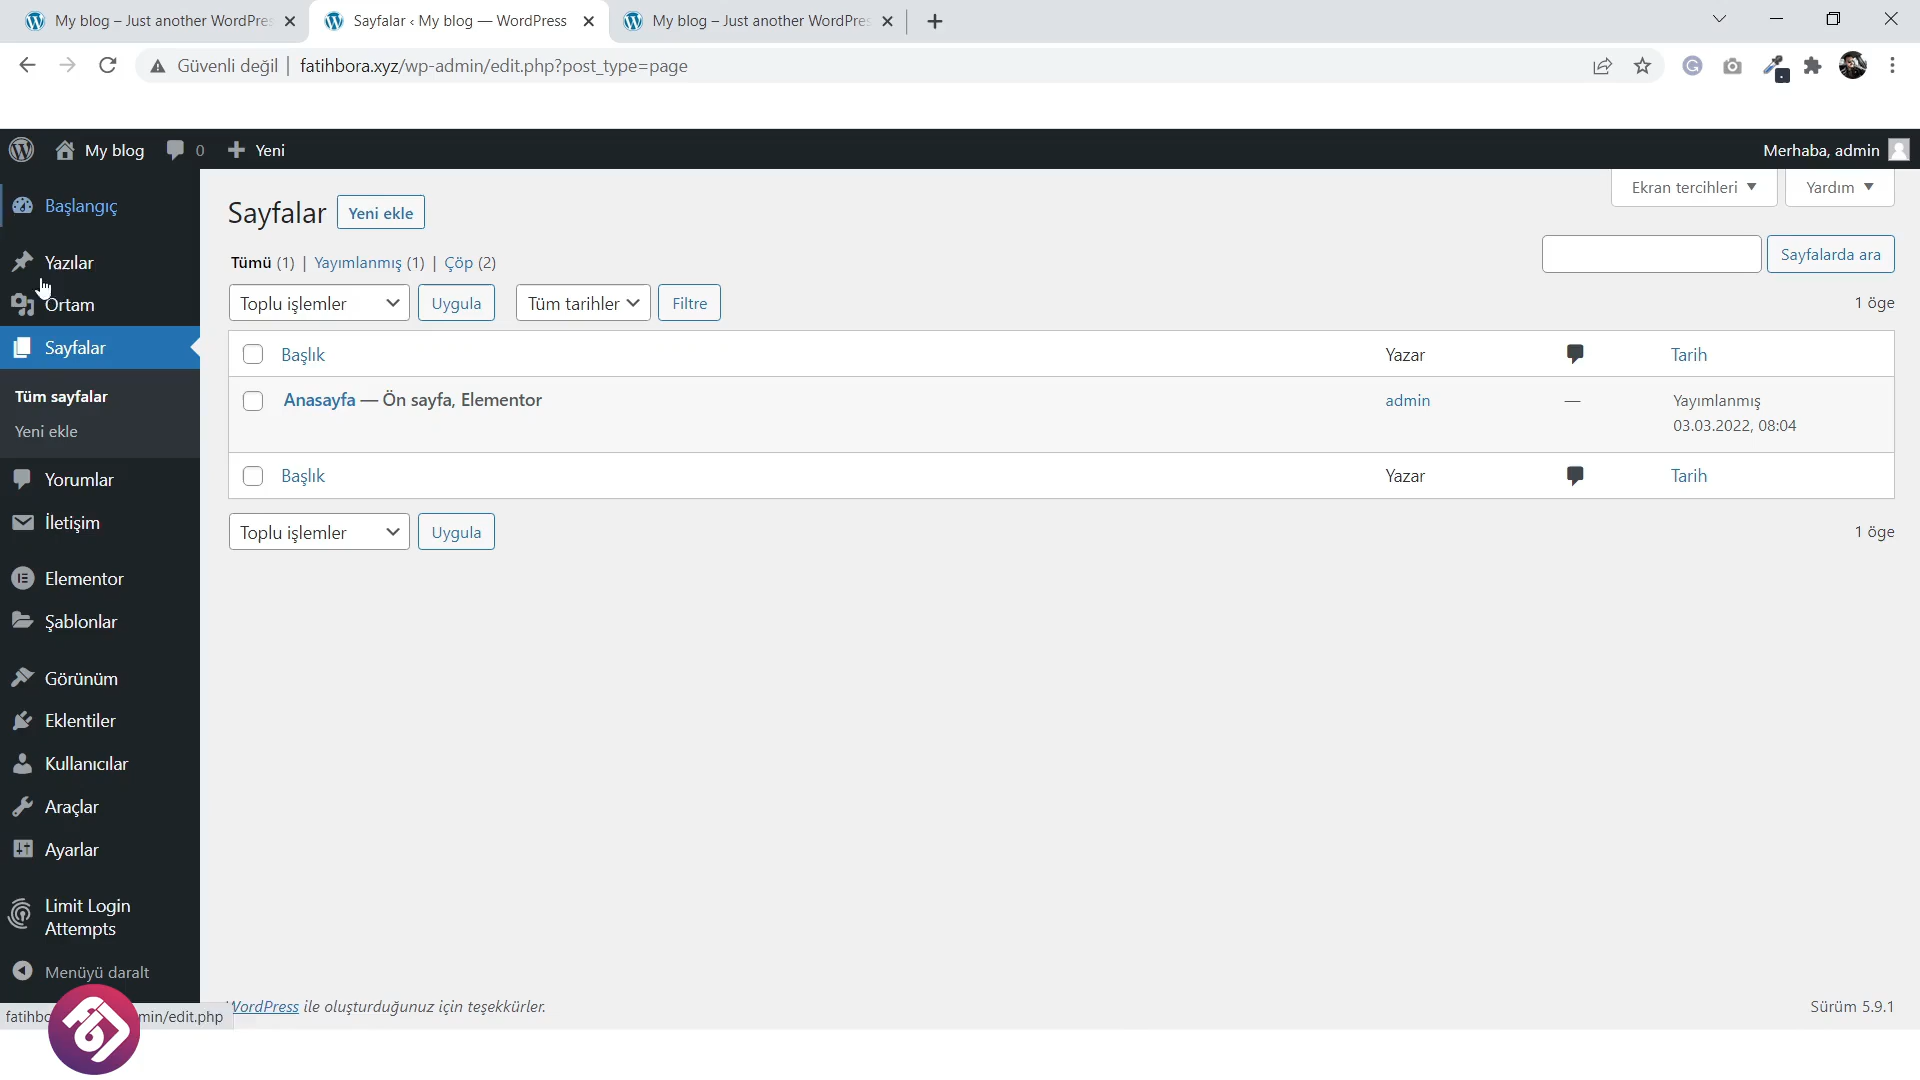 My blog – Just another WordPres
Sayfalar ‹ My blog — WordPress
My blog – Just another WordPres
Güvenli değil
fatihbora.xyz/wp-admin/edit.php?post_type=page
My blog
0
Yeni
Merhaba, admin
Başlangıç
Yazılar
Ortam
Sayfalar
Tüm sayfalar
Yeni ekle
Yorumlar
İletişim
Elementor
Şablonlar
Görünüm
Eklentiler
Kullanıcılar
Araçlar
Ayarlar
Limit Login
Attempts
Menüyü daralt
Ekran tercihleri ▼
Yardım ▼
Sayfalar
Yeni ekle
Tümü (1) | Yayımlanmış (1) | Çöp (2)
Sayfalarda ara
Toplu işlemler
Uygula
Tüm tarihler
Filtre
1 öge
Başlık
Yazar
Tarih
Anasayfa — Ön sayfa, Elementor
admin
—
Yayımlanmış
03.03.2022, 08:04
Başlık
Yazar
Tarih
Toplu işlemler
Uygula
1 öge
WordPress ile oluşturduğunuz için teşekkürler.
Sürüm 5.9.1
fatihbo
min/edit.php